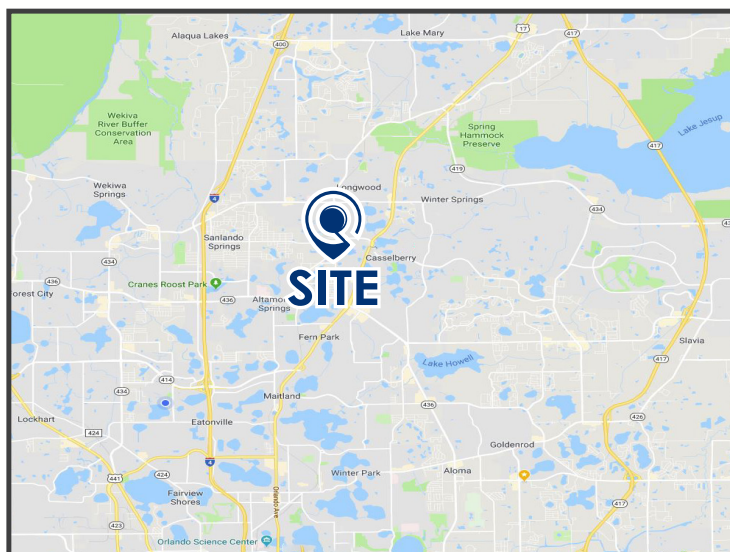 17
417
Alaqua Lakes
Lake Mary
400
Wekiva
River Buffer
Conservation
Area
Spring
Hammock
Preserve
Lake Jesup
417
419
Wekiwa
Springs
4
Longwood
Winter Springs
434
Sanlando
Springs
434
Casselberry
Cranes Roost Park
436
436
SITE
orest City
Altamo
Springs
Fern Park
Slavia
Lake Howell
417
414
434
Maitland
436
426
Lockhart
Eatonville
424
Goldenrod
4
Winter Park
Aloma
441
424
Orlando Ave
Fairview
Shores
417
423
Orlando Science Center